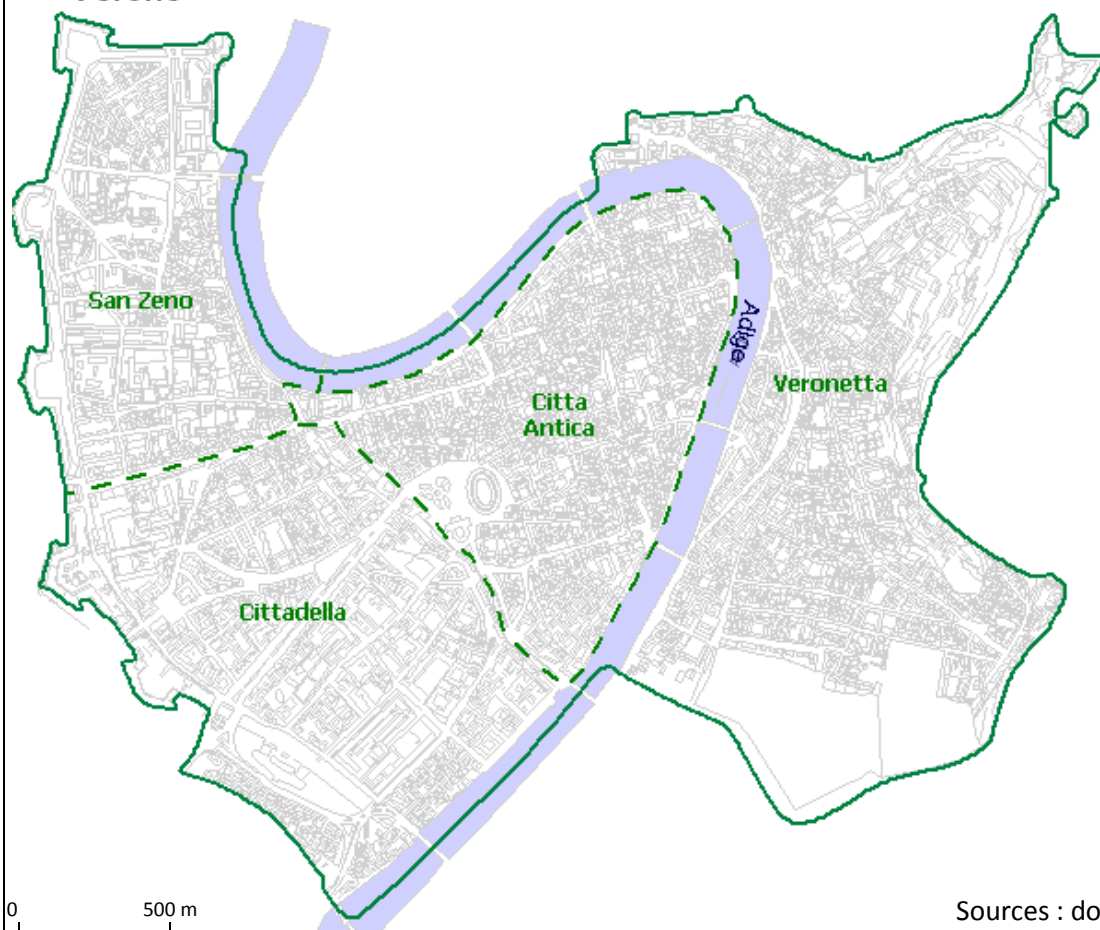 San Zeno
Adige
Veronetta
Citta
Antica
Cittadella
0
500 m
Sources : do